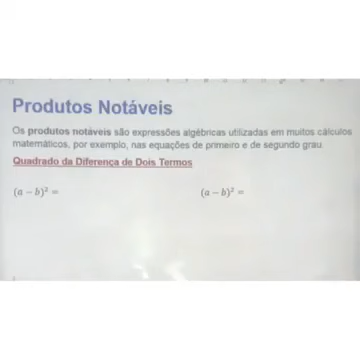 Produtos Notáveis
Os produtos notáveis são expressões algébricas utilizadas em muitos cálculos
matemáticos, por exemplo, nas equações de primeiro e de segundo grau.
Quadrado da Diferença de Dois Termos
(a − b)² = (a − b)² =